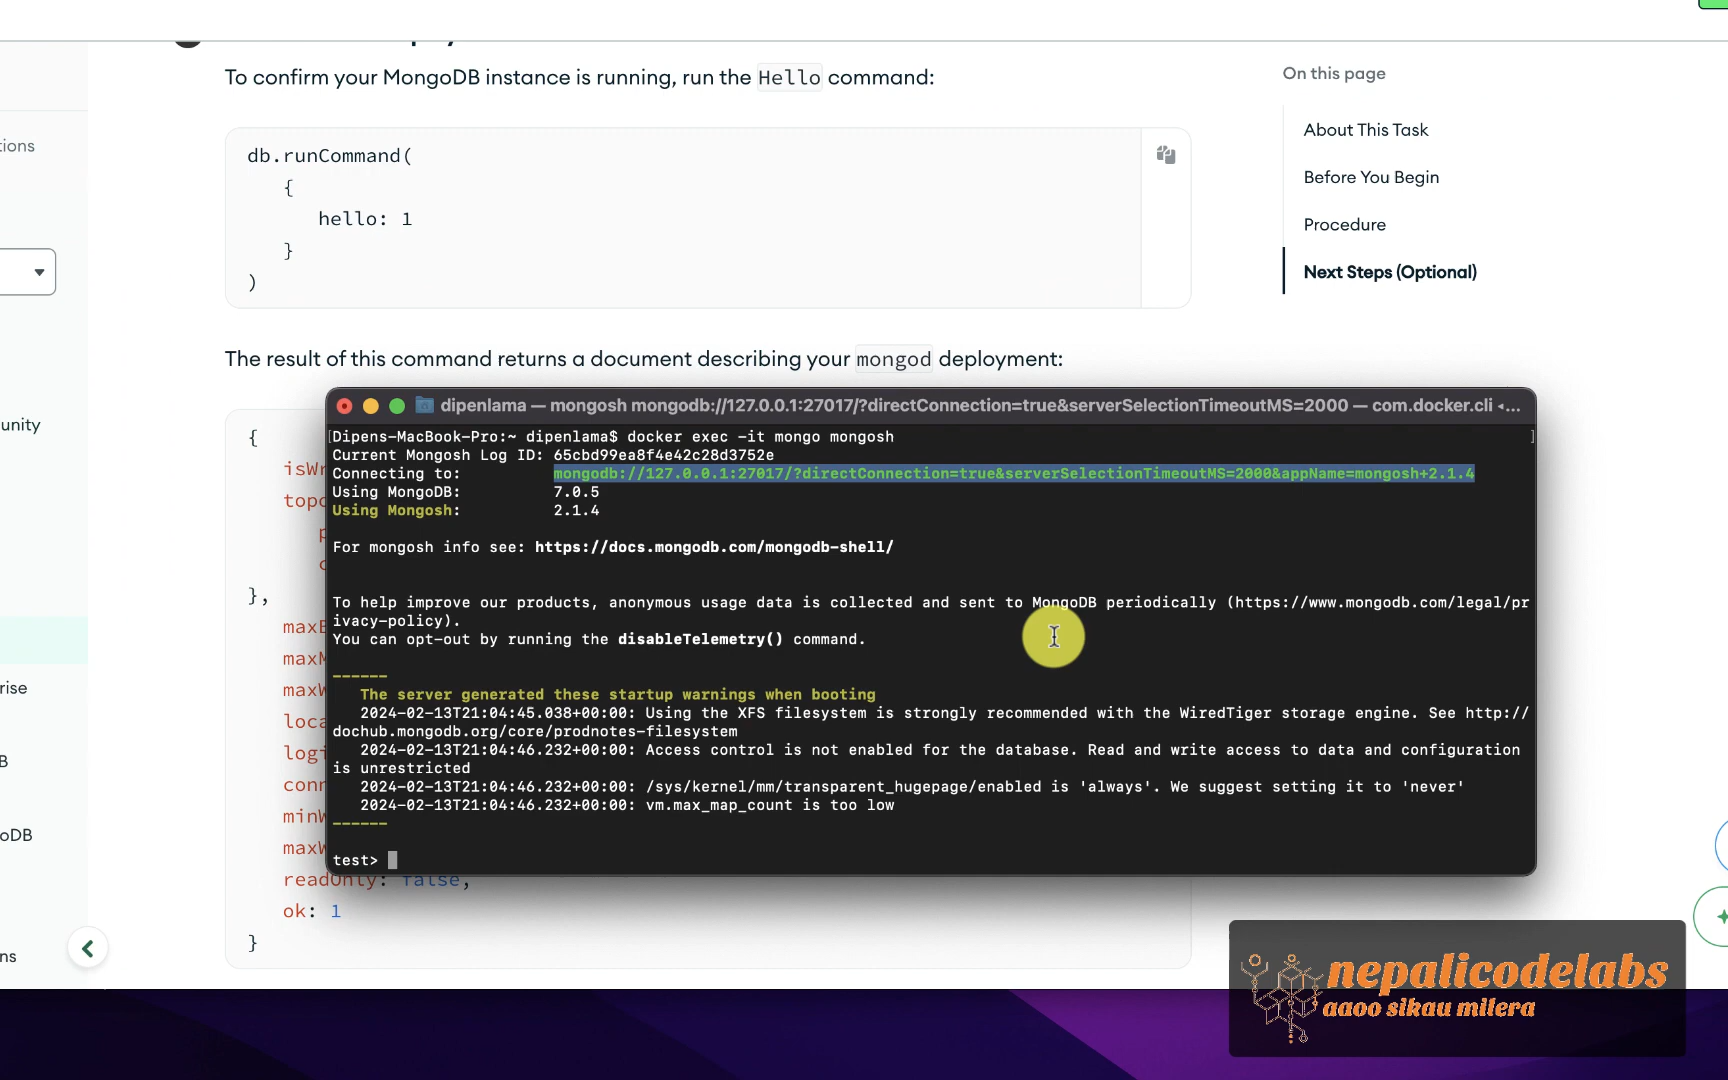 To confirm your MongoDB instance is running, run the Hello command:
On this page
About This Task
Before You Begin
Procedure
Next Steps (Optional)
tions
db.runCommand(
{
hello: 1
}
)
The result of this command returns a document describing your mongod deployment:
unity
{
isWr
topo
p
c
},
maxB
maxM
maxW
loca
logi
conn
minW
maxW
readOnly: false,
ok: 1
}
rise
B
oDB
ns
dipenlama — mongosh mongodb://127.0.0.1:27017/?directConnection=true&serverSelectionTimeoutMS=2000 — com.docker.cli ◂...
[Dipens-MacBook-Pro:~ dipenlama$ docker exec -it mongo mongosh ]
Current Mongosh Log ID: 65cbd99ea8f4e42c28d3752e
Connecting to: mongodb://127.0.0.1:27017/?directConnection=true&serverSelectionTimeoutMS=2000&appName=mongosh+2.1.4
Using MongoDB: 7.0.5
Using Mongosh: 2.1.4
For mongosh info see: https://docs.mongodb.com/mongodb-shell/
To help improve our products, anonymous usage data is collected and sent to MongoDB periodically (https://www.mongodb.com/legal/pr
ivacy-policy).
You can opt-out by running the disableTelemetry() command.
------
The server generated these startup warnings when booting
2024-02-13T21:04:45.038+00:00: Using the XFS filesystem is strongly recommended with the WiredTiger storage engine. See http://
dochub.mongodb.org/core/prodnotes-filesystem
2024-02-13T21:04:46.232+00:00: Access control is not enabled for the database. Read and write access to data and configuration
is unrestricted
2024-02-13T21:04:46.232+00:00: /sys/kernel/mm/transparent_hugepage/enabled is 'always'. We suggest setting it to 'never'
2024-02-13T21:04:46.232+00:00: vm.max_map_count is too low
------
test>
nepalicodelabs
aaoo sikau milera